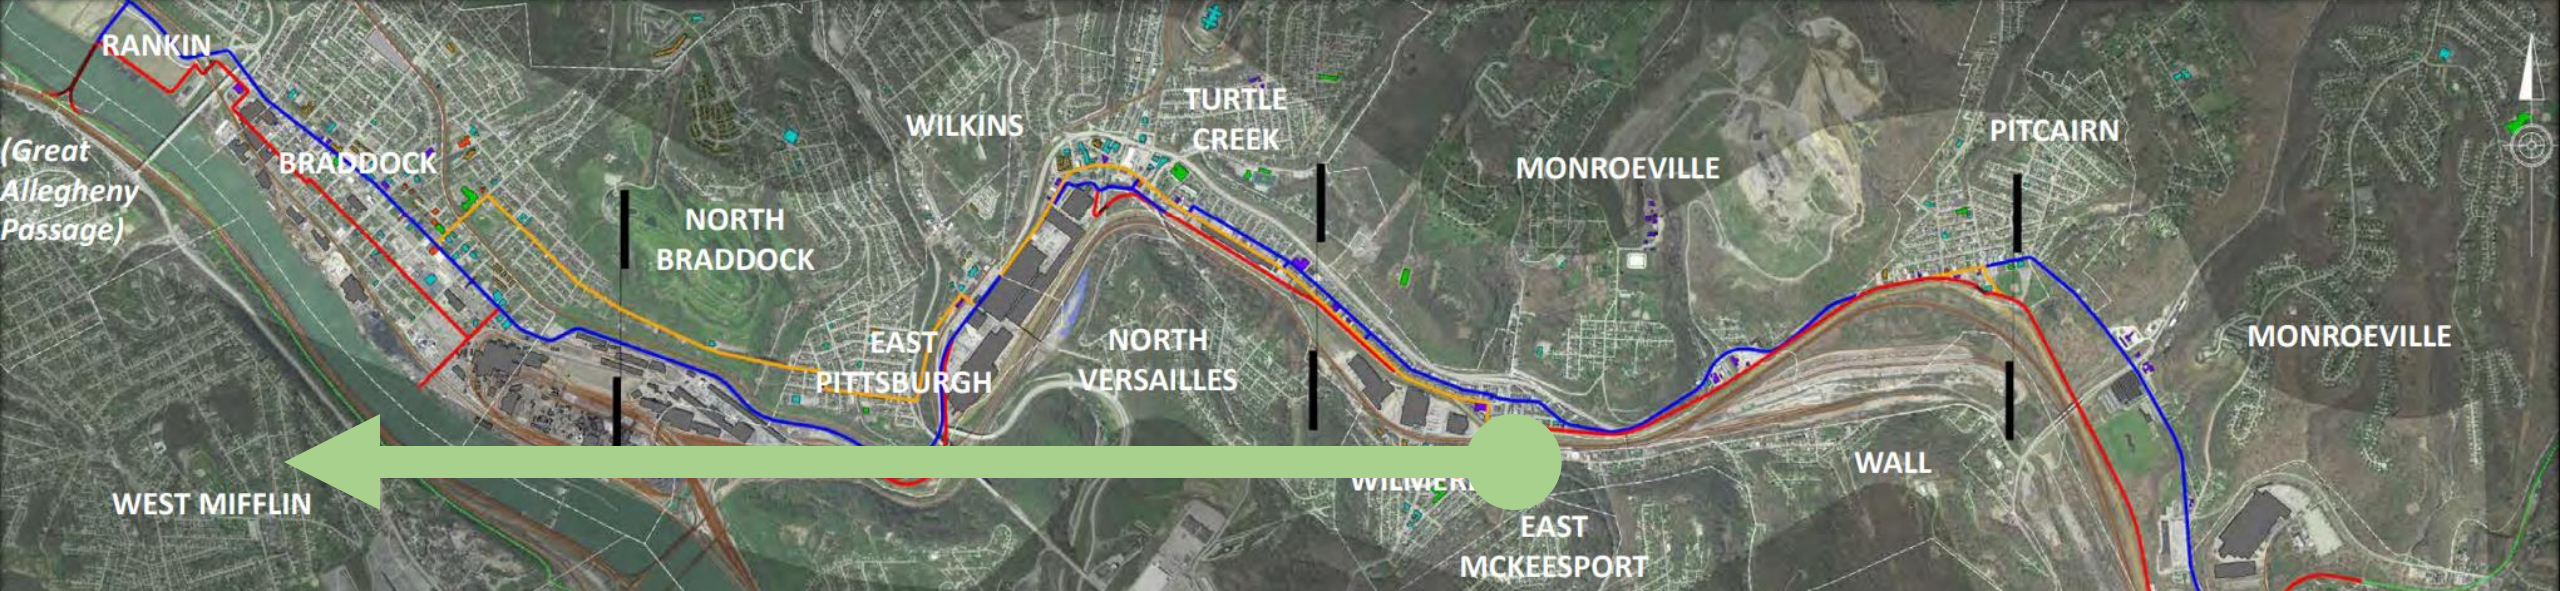 RANKIN
(Great
Allegheny
Passage)
BRADDOCK
NORTH
BRADDOCK
WILKINS
TURTLE
CREEK
EAST
PITTSBURGH
NORTH
VERSAILLES
MONROEVILLE
PITCAIRN
MONROEVILLE
WEST MIFFLIN
WALL
EAST
MCKEESPORT